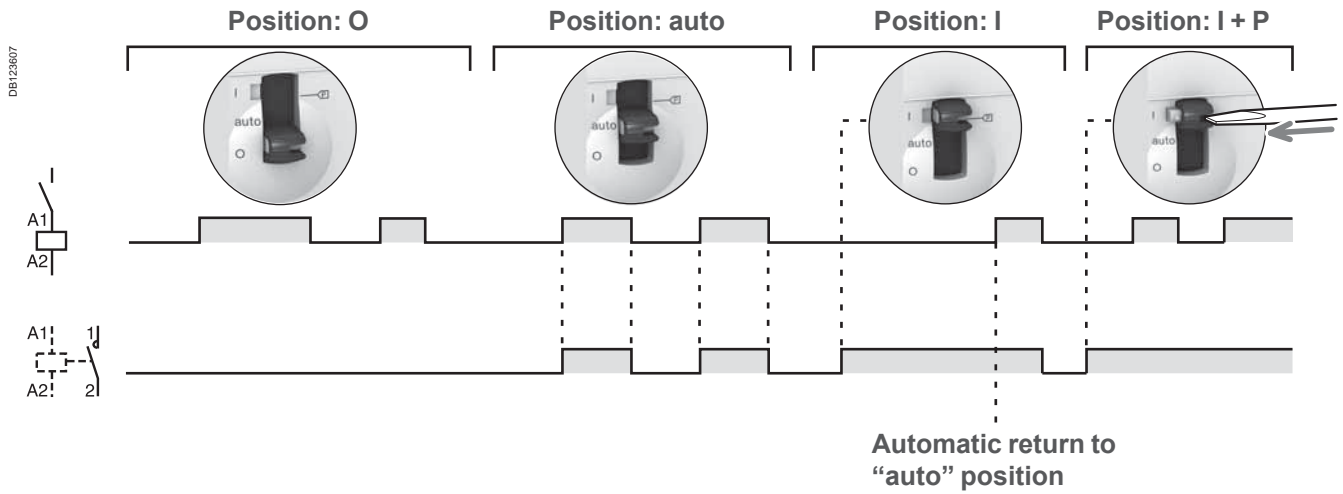 Position: O
Position: auto
Position: I
Position: I + P
DB123607
I
auto
O
P
I
auto
O
P
I
auto
O
P
I
auto
O
A1
A2
A1
A2
1
2
Automatic return to
“auto” position